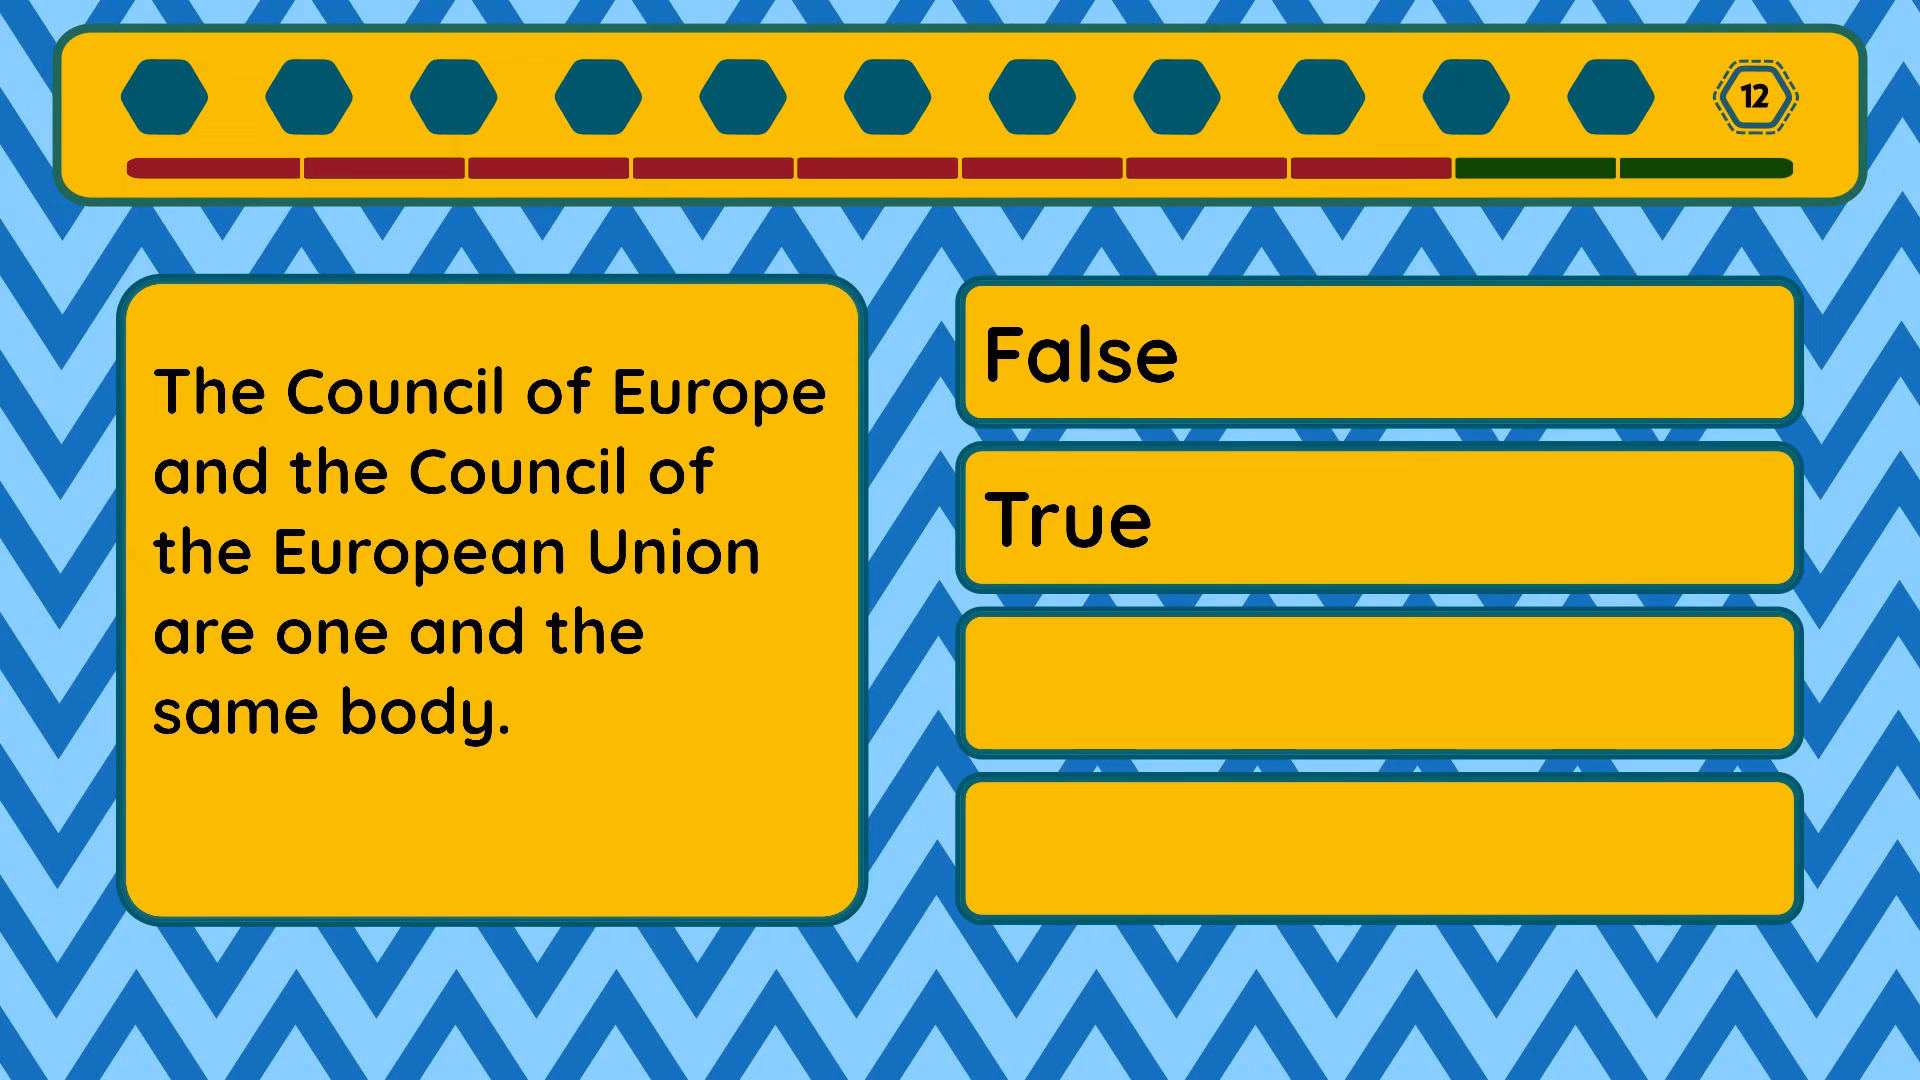 12
The Council of Europe
and the Council of
the European Union
are one and the
same body.
False
True